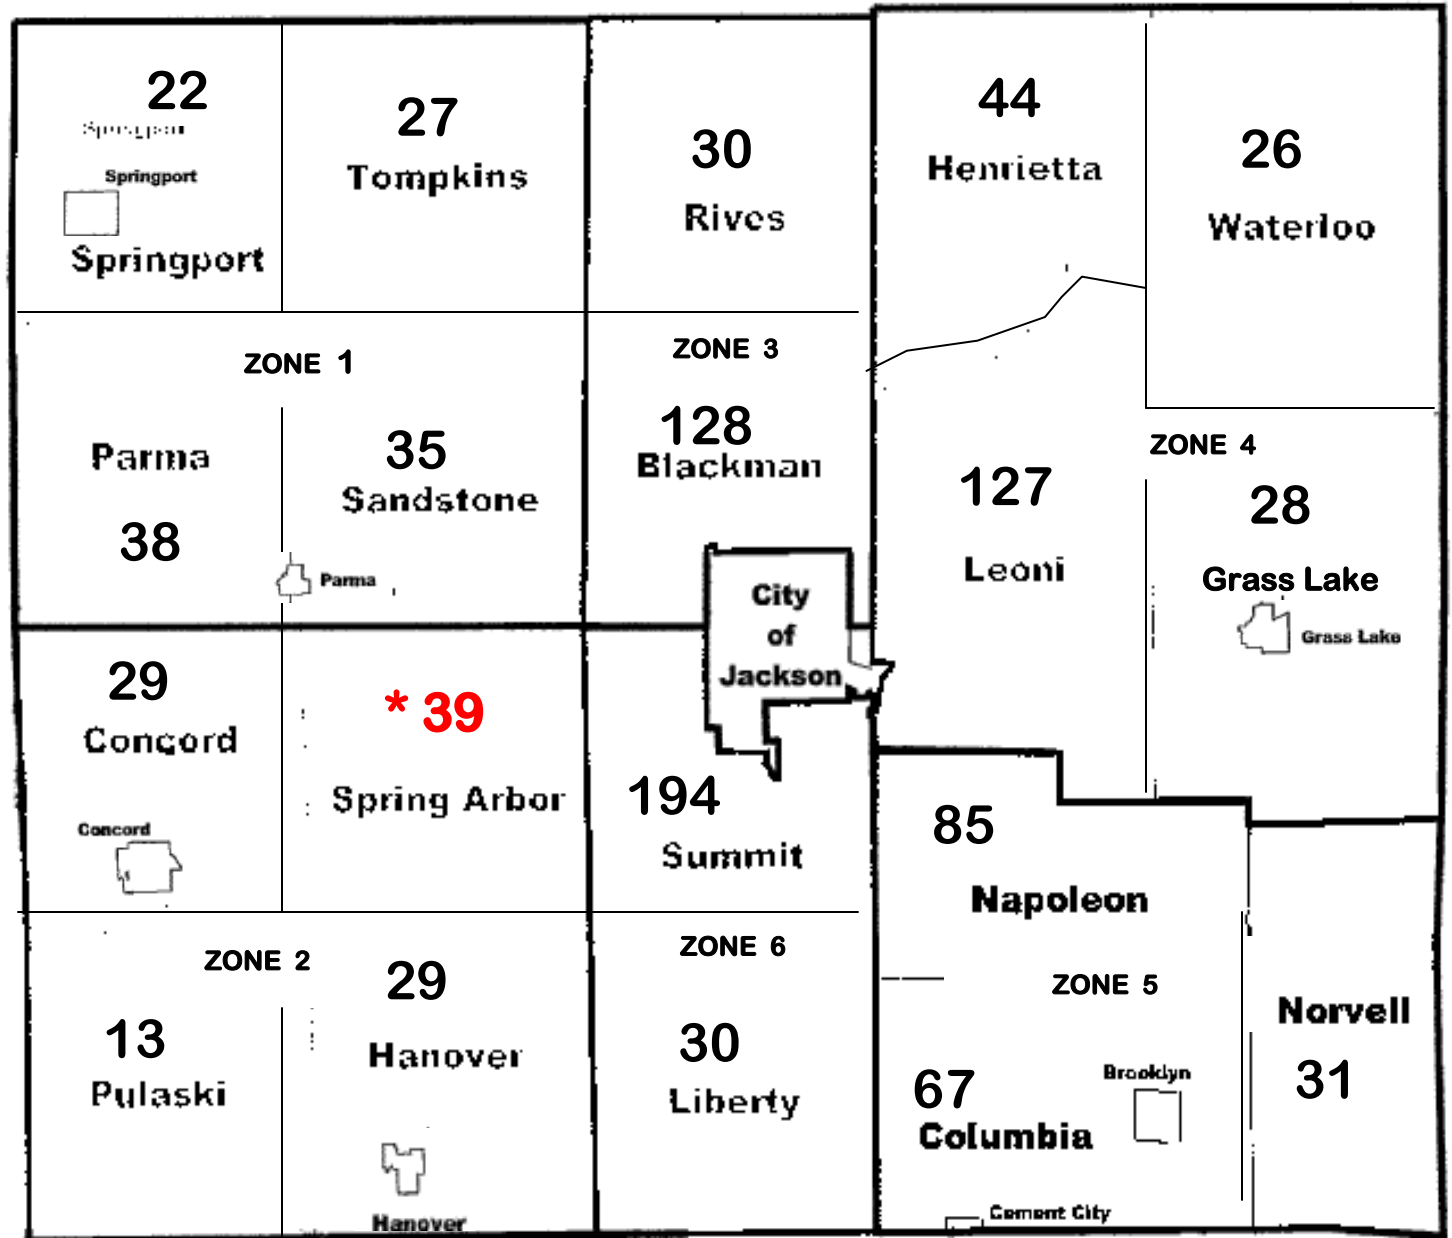 22
Springport
Springport
Springport
27
Tompkins
30
Rives
44
Henrietta
26
Waterloo
ZONE 1
Parma
38
35
Sandstone
Parma
ZONE 3
128
Blackman
City
of
Jackson
127
Leoni
ZONE 4
28
Grass Lake
Grass Lake
29
Concord
Concord
* 39
Spring Arbor
194
Summit
85
Napoleon
ZONE 2
13
Pulaski
29
Hanover
Hanover
ZONE 6
30
Liberty
ZONE 5
67
Columbia
Brooklyn
Cement City
Norvell
31